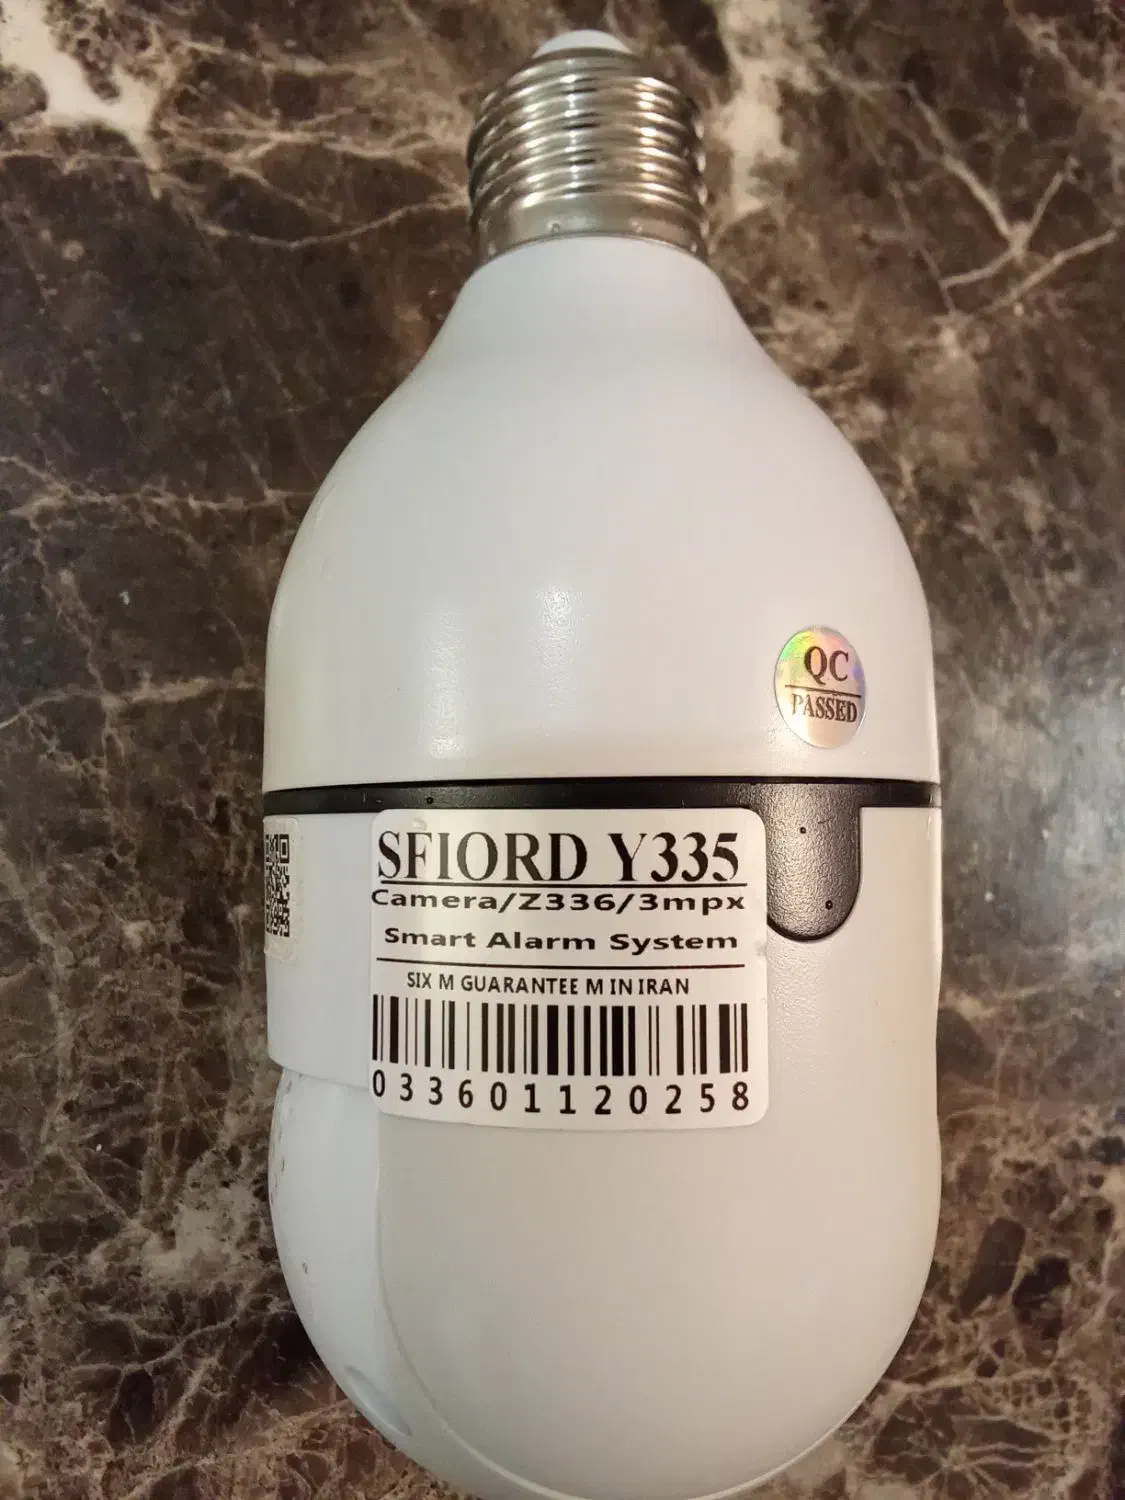 QC
PASSED
SFIORD Y335
Camera/Z336/3mpx
Smart Alarm System
SIX M GUARANTEE M IN IRAN
033601120258